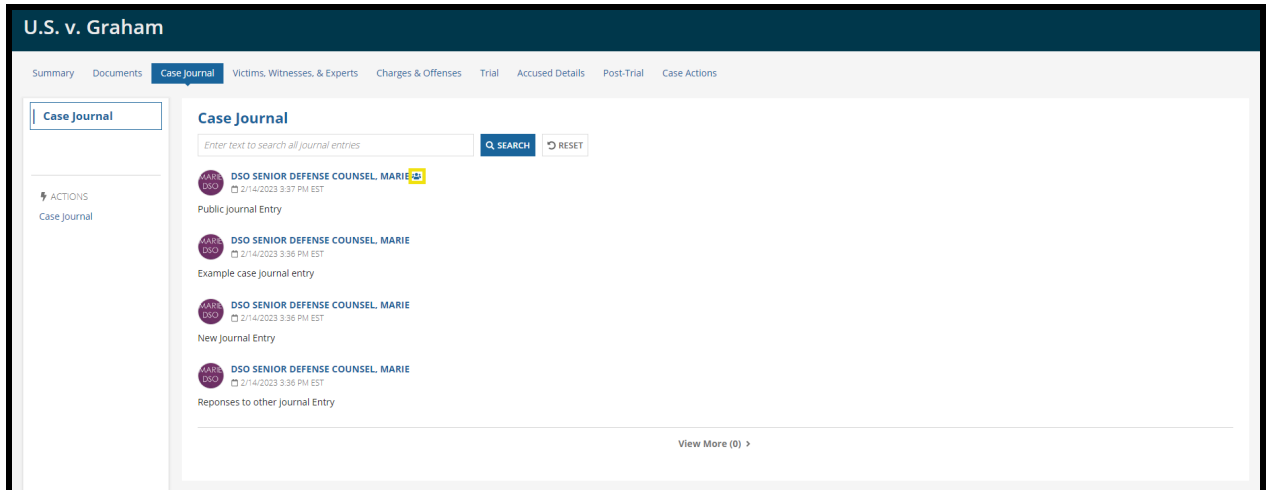 U.S. v. Graham
Summary Documents Case Journal Victims, Witnesses, & Experts Charges & Offenses Trial Accused Details Post-Trial Case Actions
Case Journal
ACTIONS
Case Journal
Case Journal
Enter text to search all journal entries SEARCH RESET
MARIE DSO SENIOR DEFENSE COUNSEL, MARIE
DSO 2/14/2023 3:37 PM EST
Public journal Entry
MARIE DSO SENIOR DEFENSE COUNSEL, MARIE
DSO 2/14/2023 3:36 PM EST
Example case journal entry
MARIE DSO SENIOR DEFENSE COUNSEL, MARIE
DSO 2/14/2023 3:36 PM EST
New Journal Entry
MARIE DSO SENIOR DEFENSE COUNSEL, MARIE
DSO 2/14/2023 3:36 PM EST
Reponses to other journal Entry
View More (0)